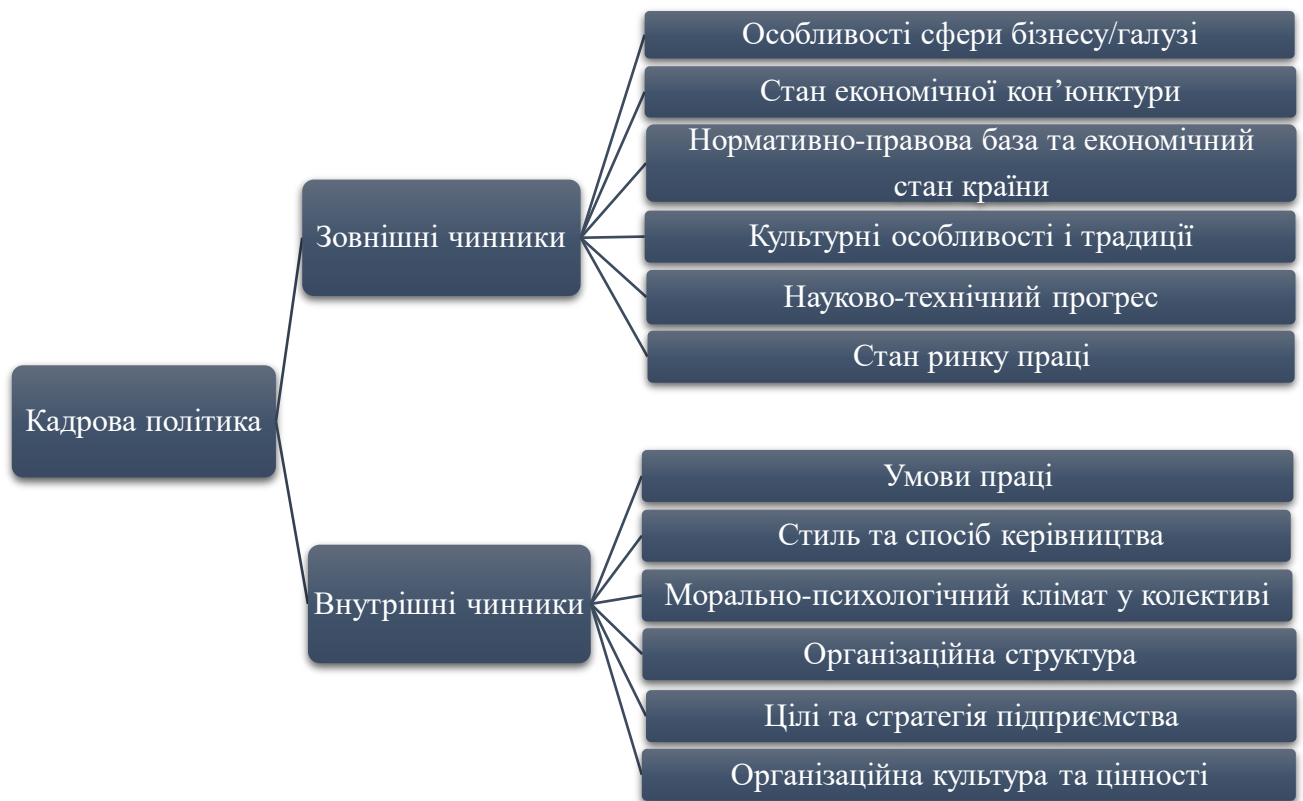 Кадрова політика
Зовнішні чинники
Особливості сфери бізнесу/галузі
Стан економічної кон’юнктури
Нормативно-правова база та економічний
стан країни
Культурні особливості і традиції
Науково-технічний прогрес
Стан ринку праці
Внутрішні чинники
Умови праці
Стиль та спосіб керівництва
Морально-психологічний клімат у колективі
Організаційна структура
Цілі та стратегія підприємства
Організаційна культура та цінності